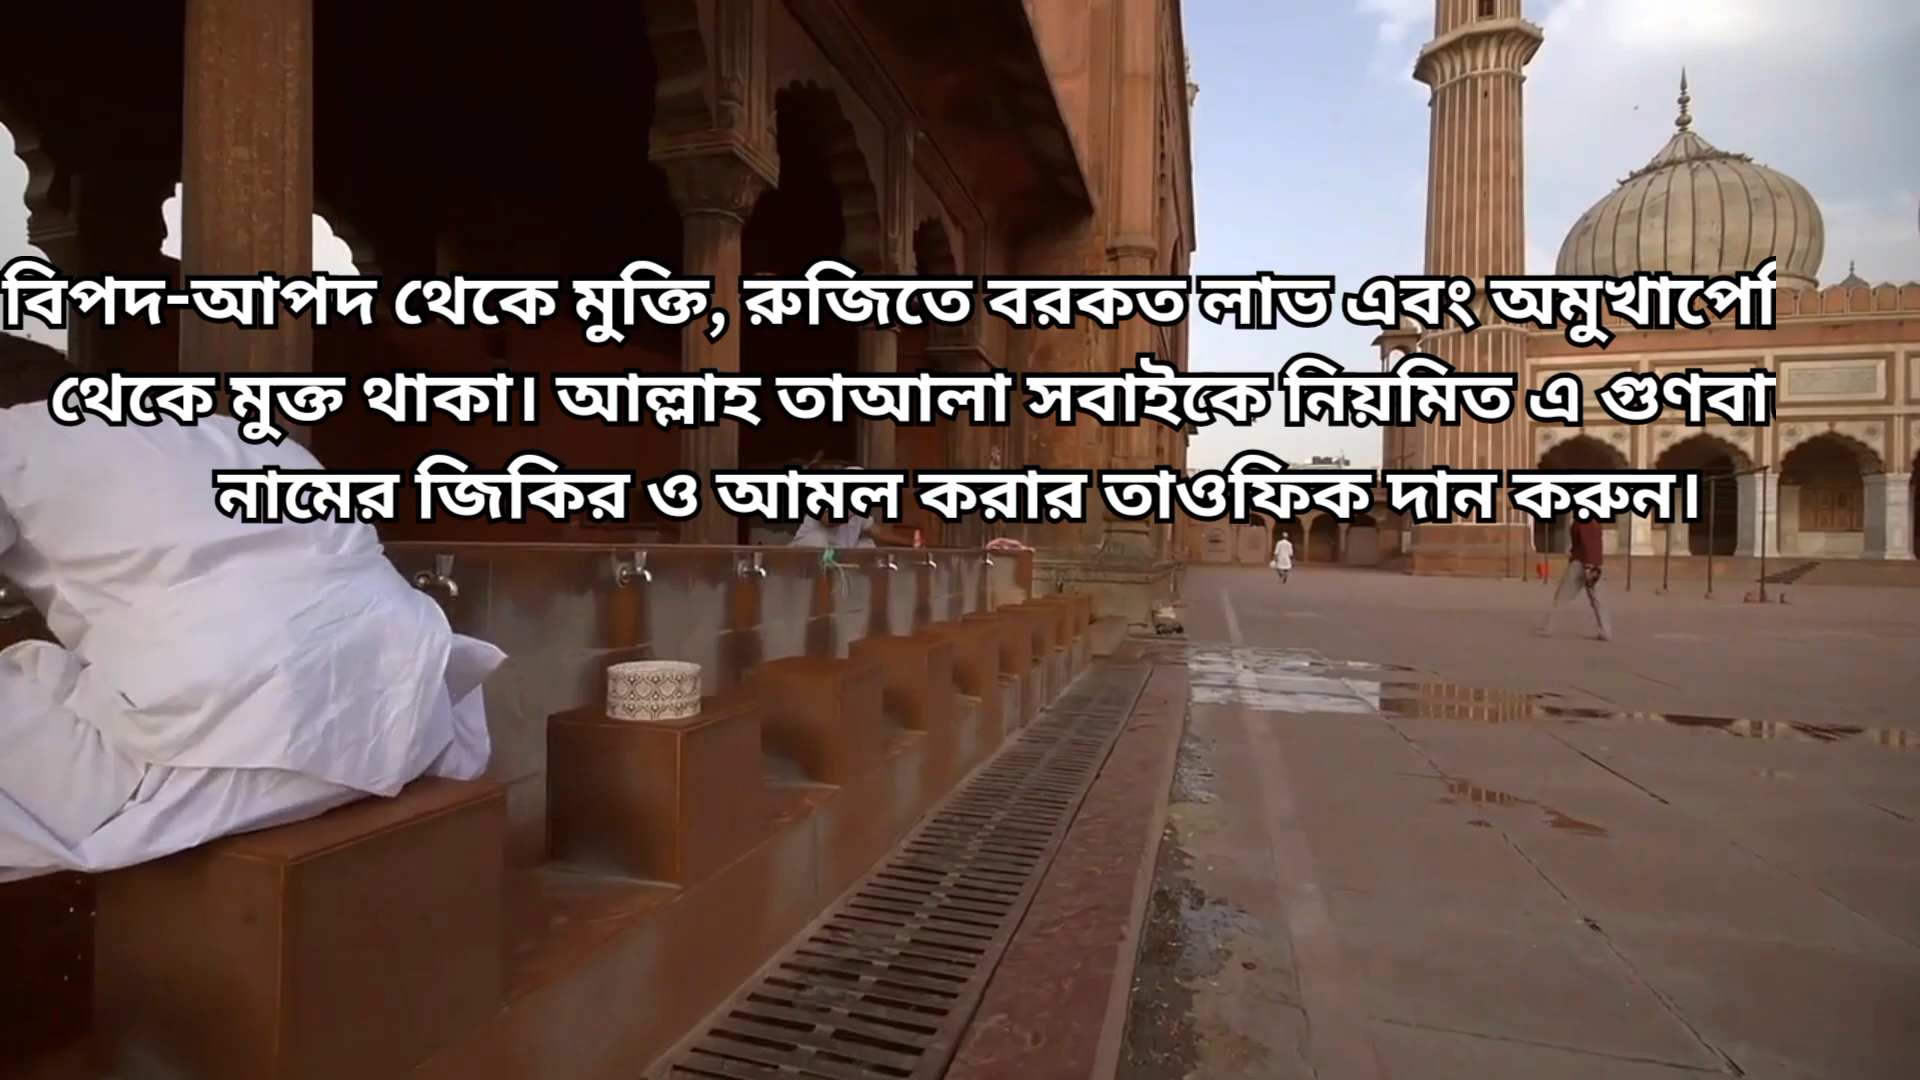 বিপদ-আপদ থেকে মুক্তি, রুজিতে বরকত লাভ এবং
থেকে মুক্ত থাকা। আল্লাহ তাআলা সবাইকে নিয়মিত এ
নামের জিকির ও আমল করার তাওফিক দান করুন।